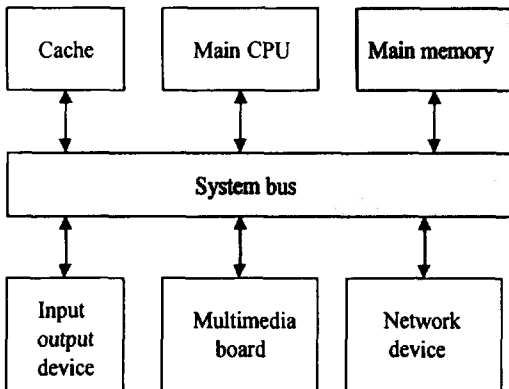 Cache
Main CPU
Main memory
System bus
Input
output
device
Multimedia
board
Network
device